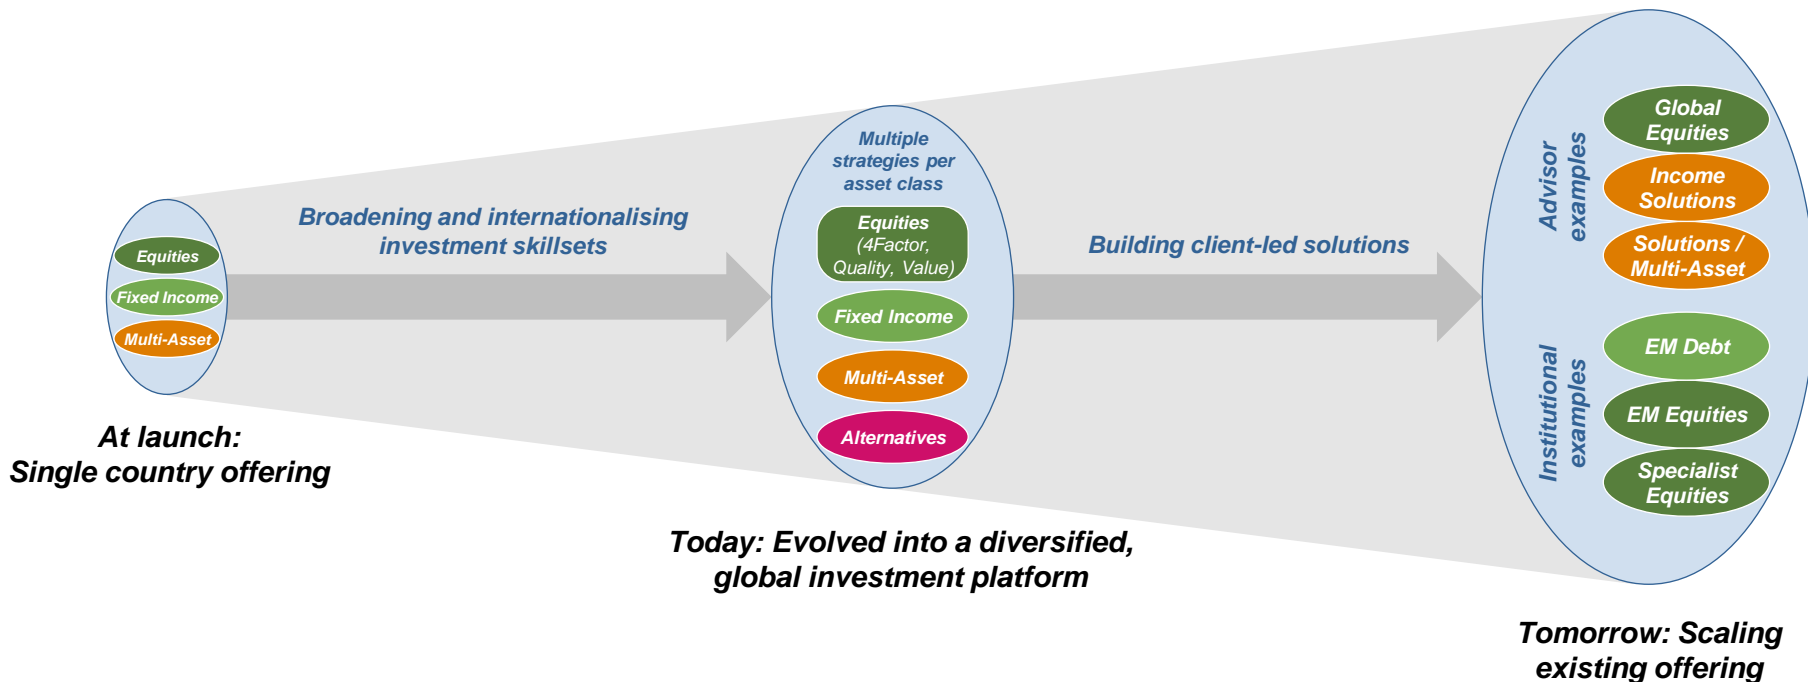 Equities
Fixed Income
Multi-Asset
At launch:
Single country offering
Broadening and internationalising
investment skillsets
Multiple
strategies per
asset class
Equities
(4Factor,
Quality, Value)
Fixed Income
Multi-Asset
Alternatives
Today: Evolved into a diversified,
global investment platform
Building client-led solutions
Advisor
examples
Global
Equities
Income
Solutions
Solutions /
Multi-Asset
Institutional
examples
EM Debt
EM Equities
Specialist
Equities
Tomorrow: Scaling
existing offering